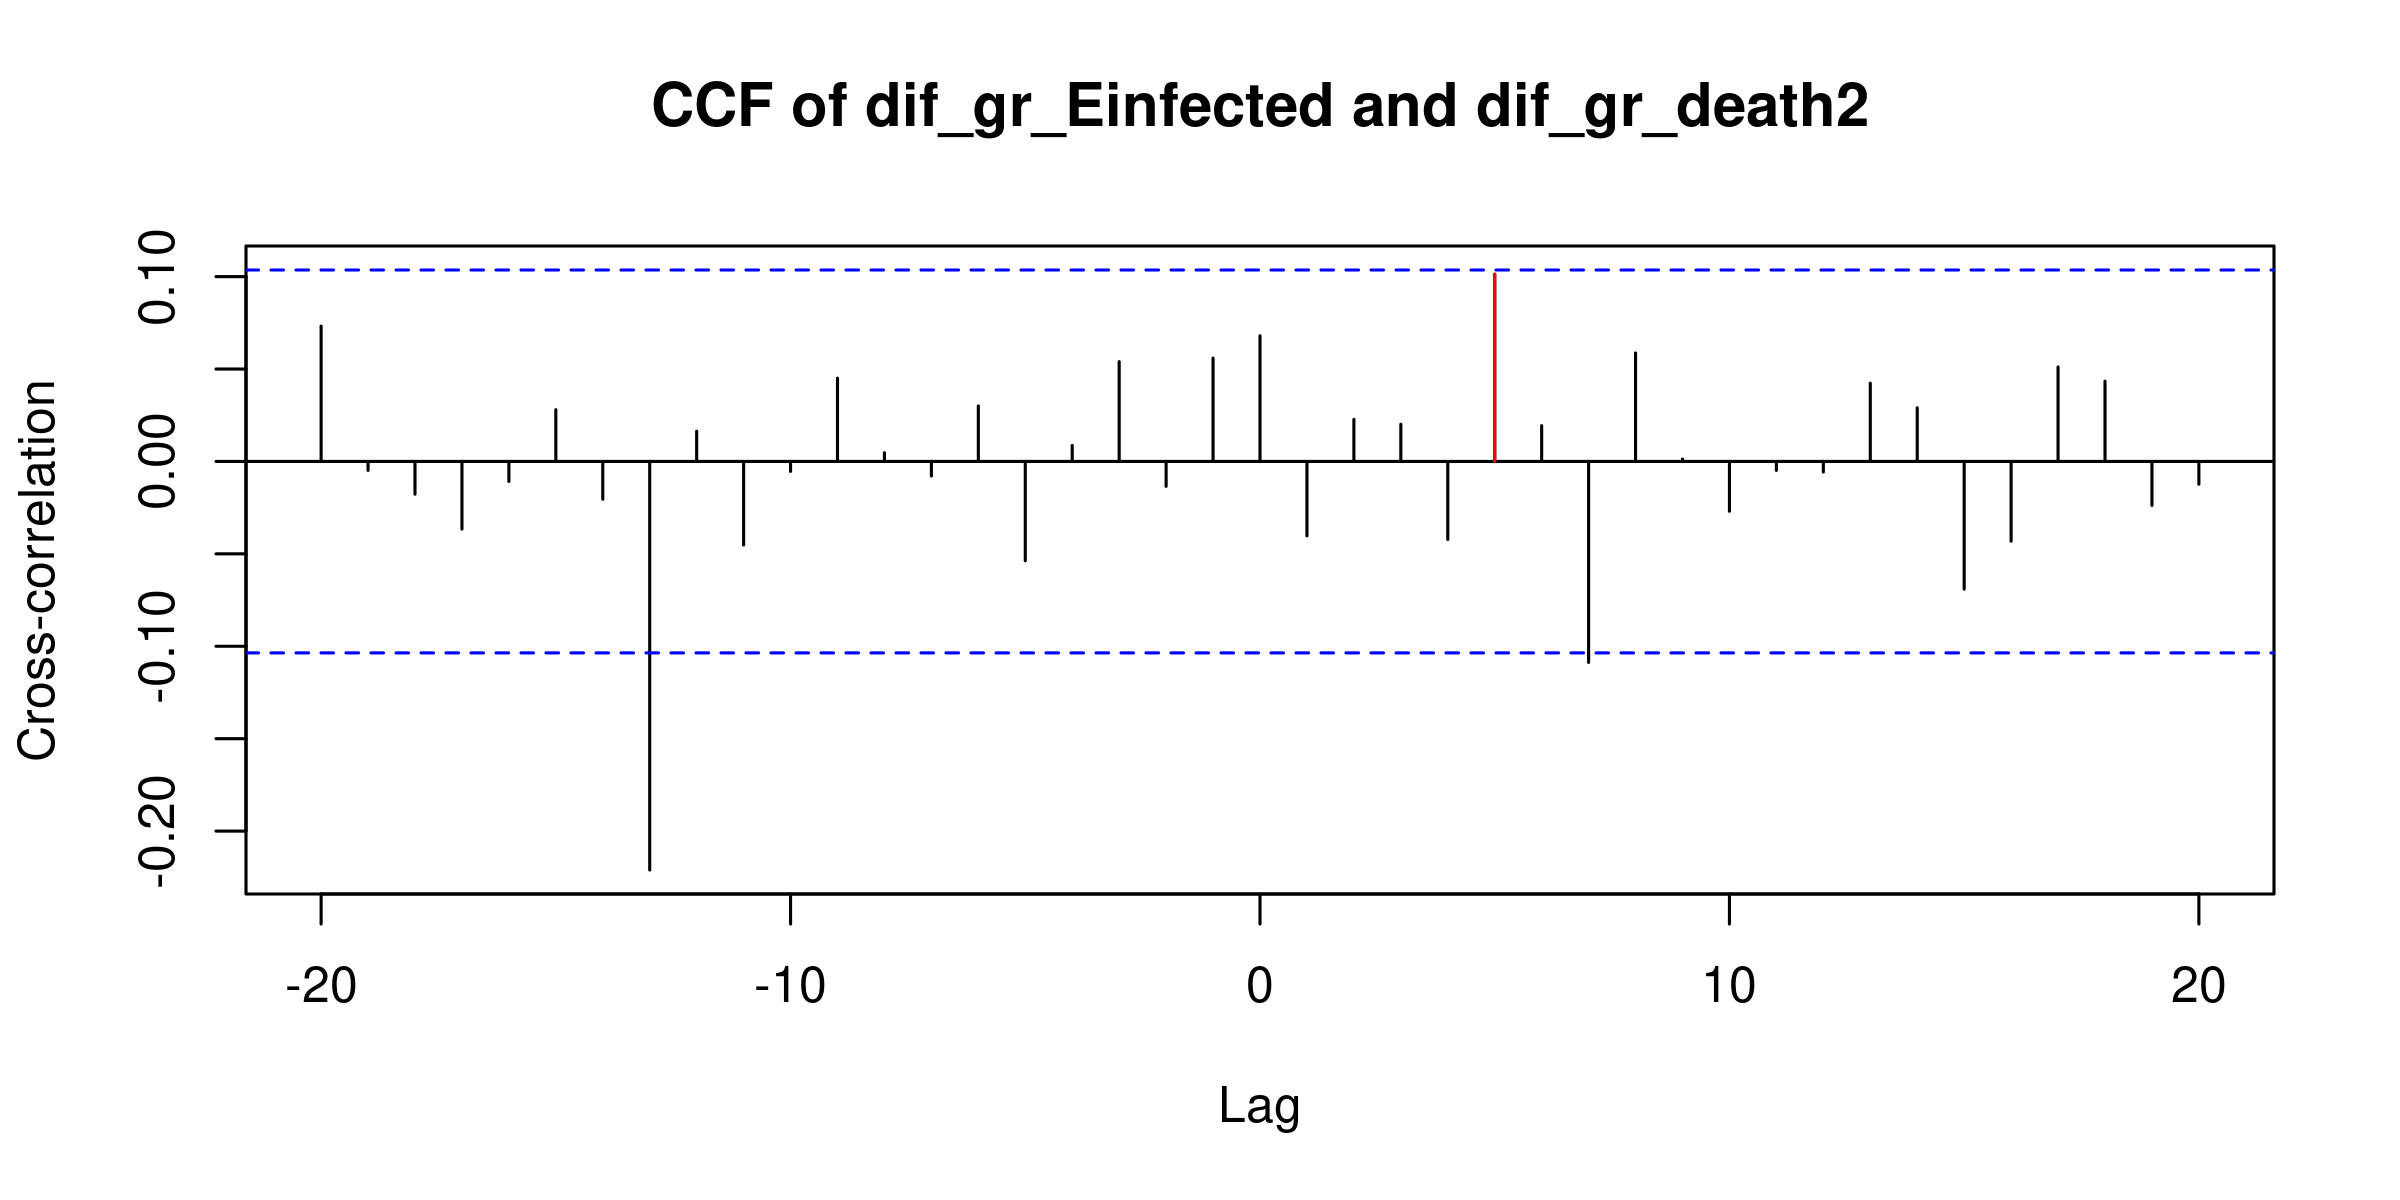 CCF of dif_gr_Einfected and dif_gr_death2
Cross-correlation
0.10
0.00
-0.10
-0.20
-20 -10 0 10 20
Lag